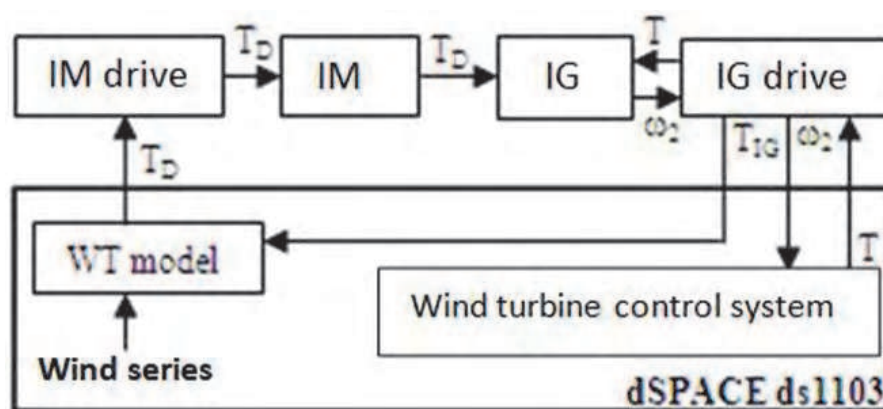 T_D T_D T
IM drive IM IG IG drive
ω₂
T_D T_IG ω₂
WT model T
Wind turbine control system
Wind series
dSPACE ds1103